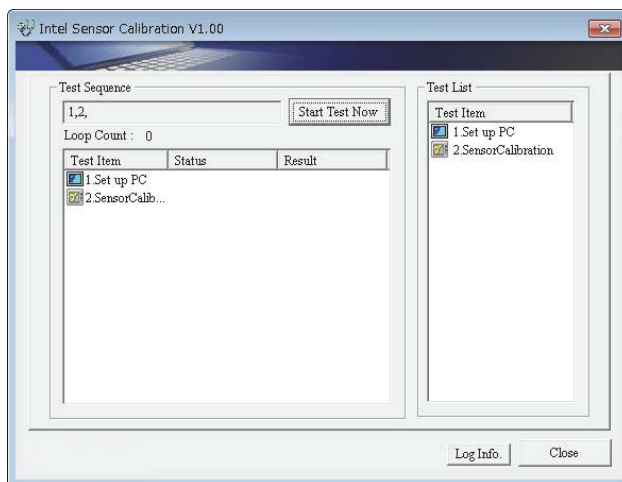 Intel Sensor Calibration V1.00
Test Sequence
1,2,
Start Test Now
Loop Count : 0
Test Item Status Result
1.Set up PC
2.SensorCalib...
Test List
Test Item
1.Set up PC
2.SensorCalibration
Log Info.
Close